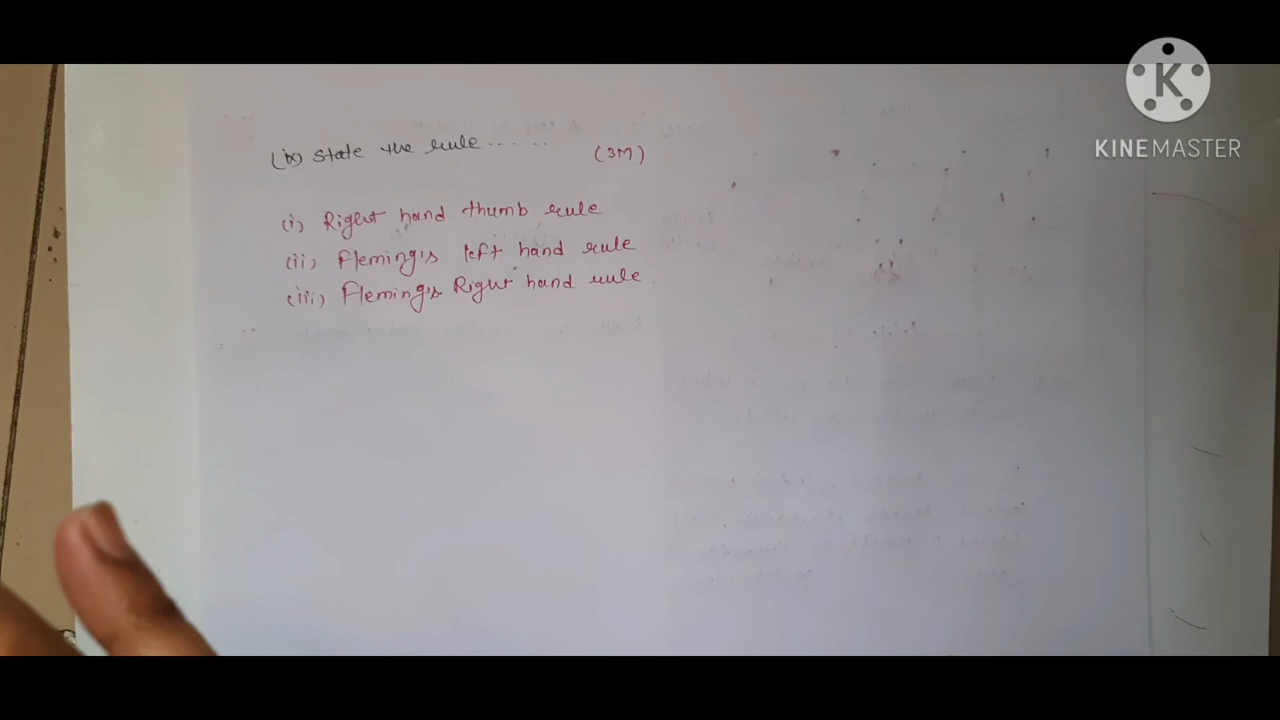 (ix) State the rule ...... (3M)
(i) Right hand thumb rule
(ii) Fleming's left hand rule
(iii) Fleming's Right hand rule.
K
KINEMASTER